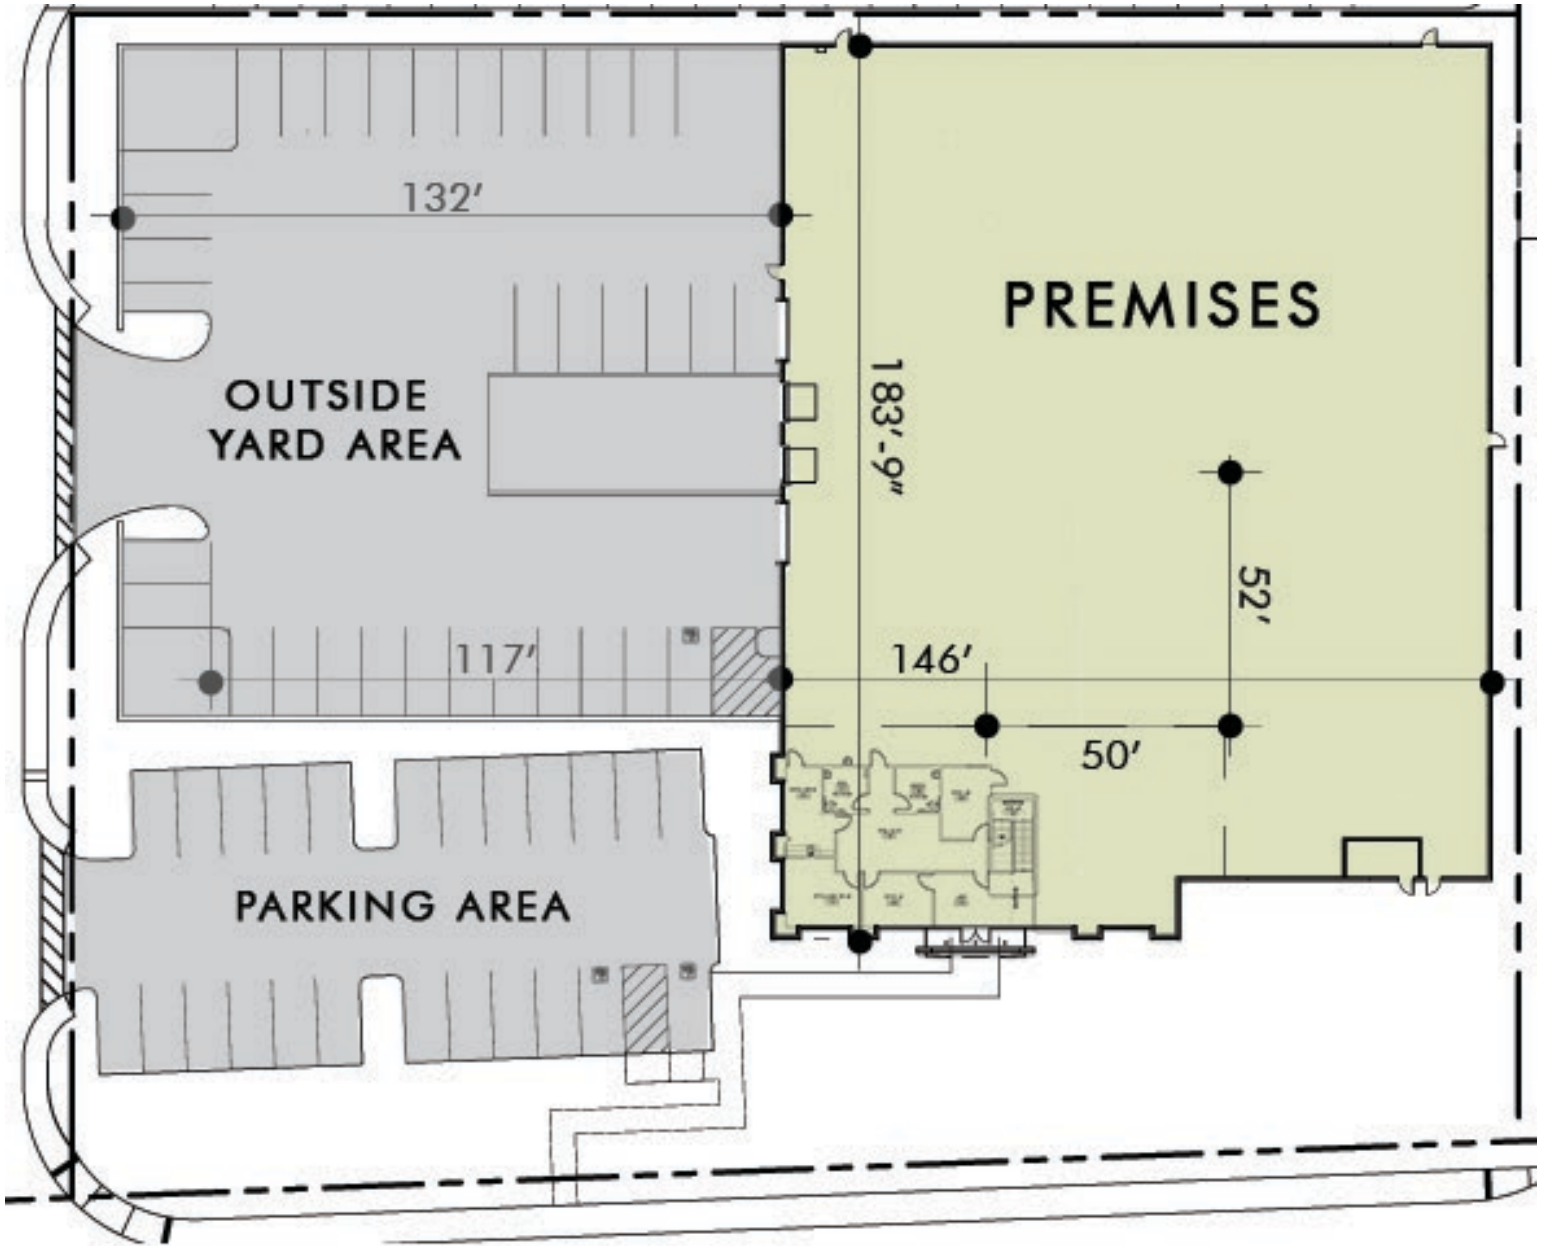 132′
PREMISES
OUTSIDE
YARD AREA
183′-9″
52′
117′
146′
50′
PARKING AREA